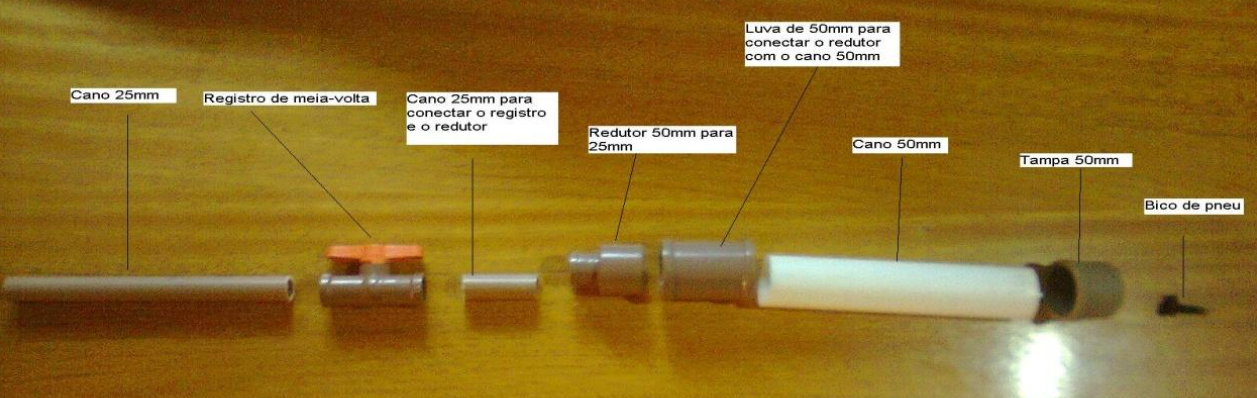 Cano 25mm
Registro de meia-volta
Cano 25mm para
conectar o registro
e o redutor
Redutor 50mm para
25mm
Luva de 50mm para
conectar o redutor
com o cano 50mm
Cano 50mm
Tampa 50mm
Bico de pneu